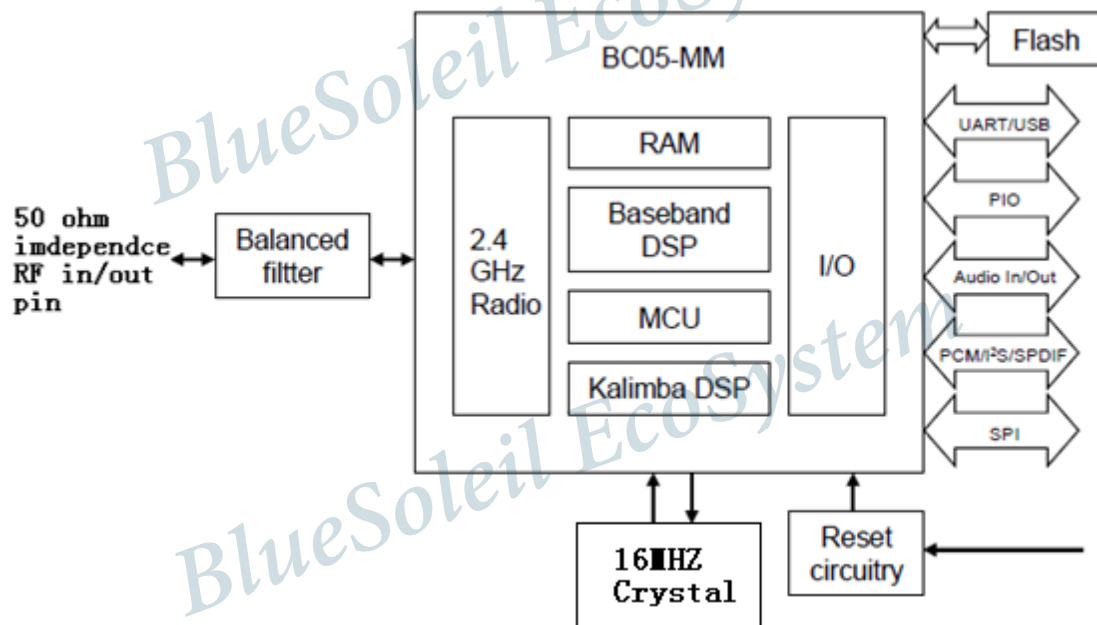 BC05-MM
Flash
RAM
Baseband
DSP
MCU
Kalimba DSP
2.4
GHz
Radio
I/O
UART/USB
PIO
Audio In/Out
PCM/I²S/SPDIF
SPI
50 ohm
imdependce
RF in/out
pin
Balanced
filtter
16MHZ
Crystal
Reset
circuitry
BlueSoleil EcoSystem
BlueSoleil EcoSystem